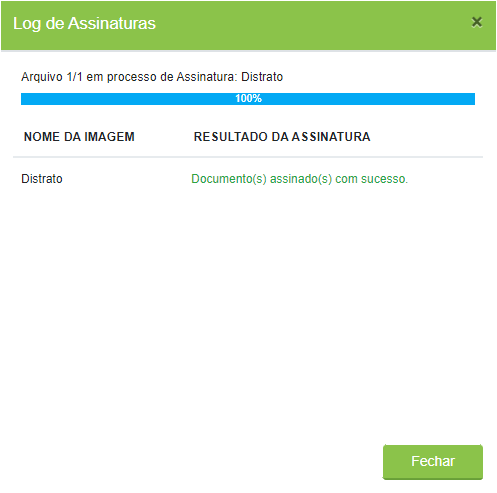 Log de Assinaturas ×
Arquivo 1/1 em processo de Assinatura: Distrato
100%
NOME DA IMAGEM RESULTADO DA ASSINATURA
Distrato Documento(s) assinado(s) com sucesso.
Fechar